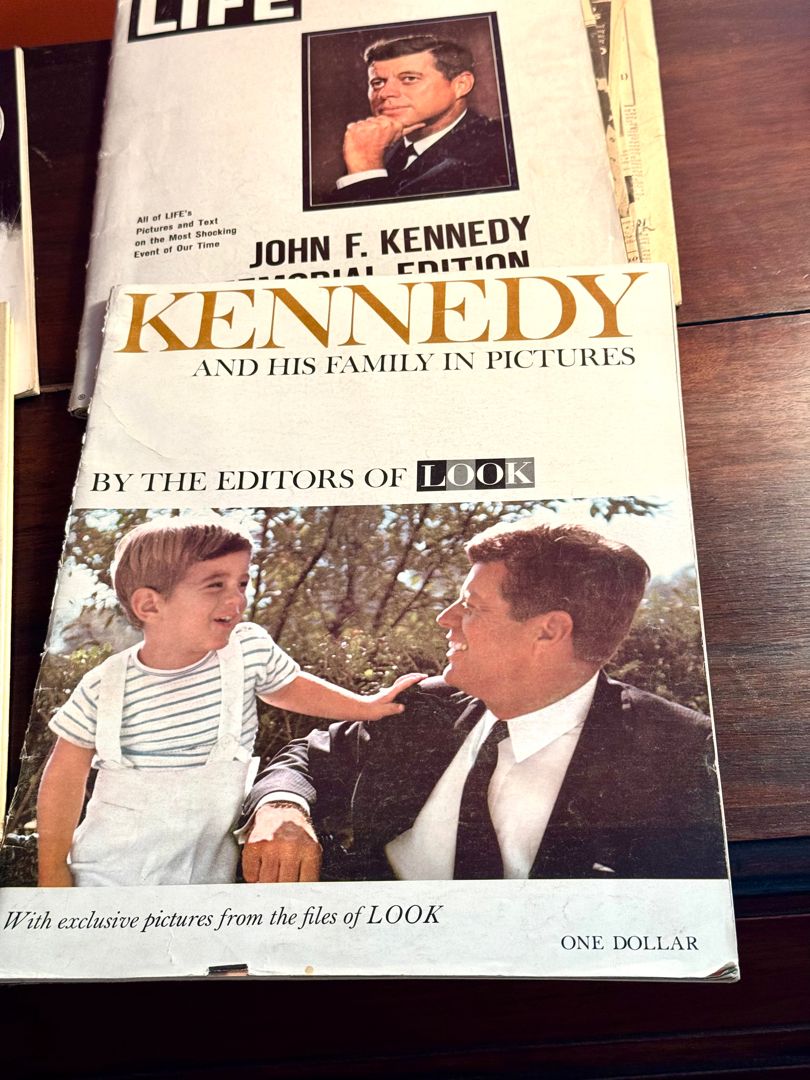 LIFE
All of LIFE's
Pictures and Text
on the Most Shocking
Event of Our Time
JOHN F. KENNEDY
MEMORIAL EDITION
KENNEDY
AND HIS FAMILY IN PICTURES
BY THE EDITORS OF LOOK
With exclusive pictures from the files of LOOK
ONE DOLLAR